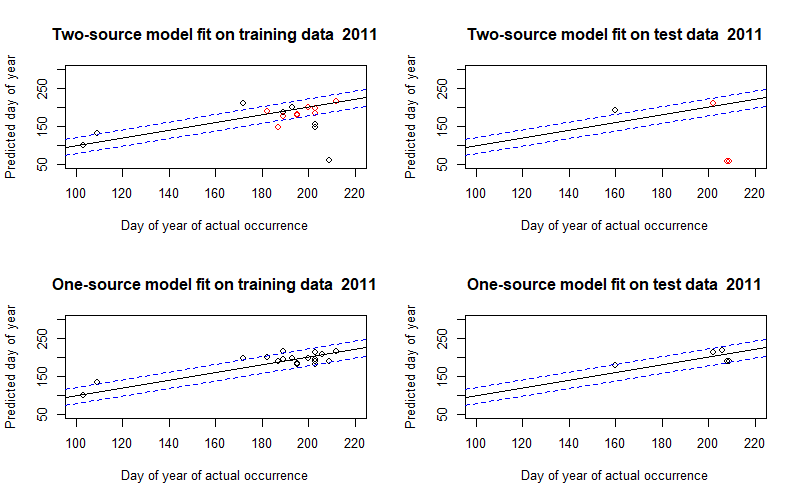 Two-source model fit on training data  2011
Predicted day of year
50 150 250
100 120 140 160 180 200 220
Day of year of actual occurrence
Two-source model fit on test data  2011
Predicted day of year
50 150 250
100 120 140 160 180 200 220
Day of year of actual occurrence
One-source model fit on training data  2011
Predicted day of year
50 150 250
100 120 140 160 180 200 220
Day of year of actual occurrence
One-source model fit on test data  2011
Predicted day of year
50 150 250
100 120 140 160 180 200 220
Day of year of actual occurrence